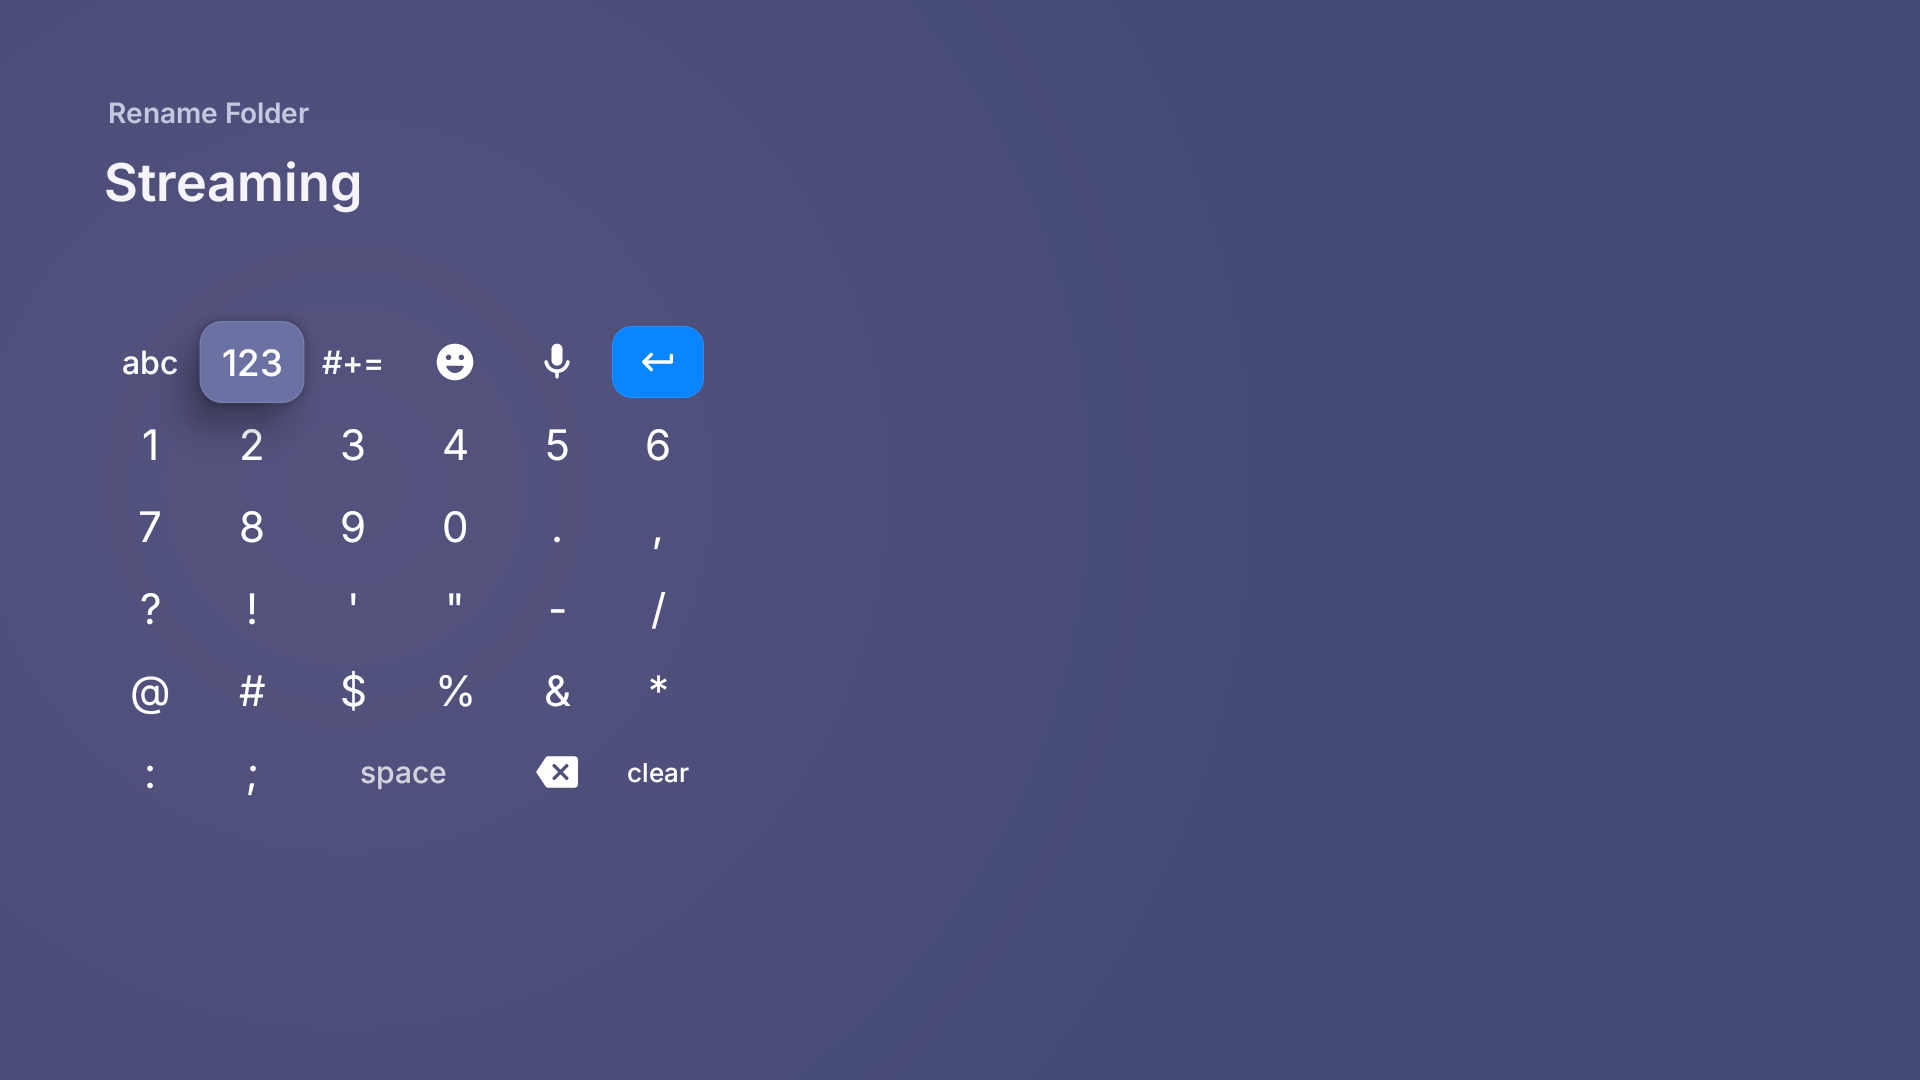 Rename Folder
Streaming
abc 123 #+=
1 2 3 4 5 6
7 8 9 0 . ,
? ! ' " - /
@ # $ % & *
: ; space clear